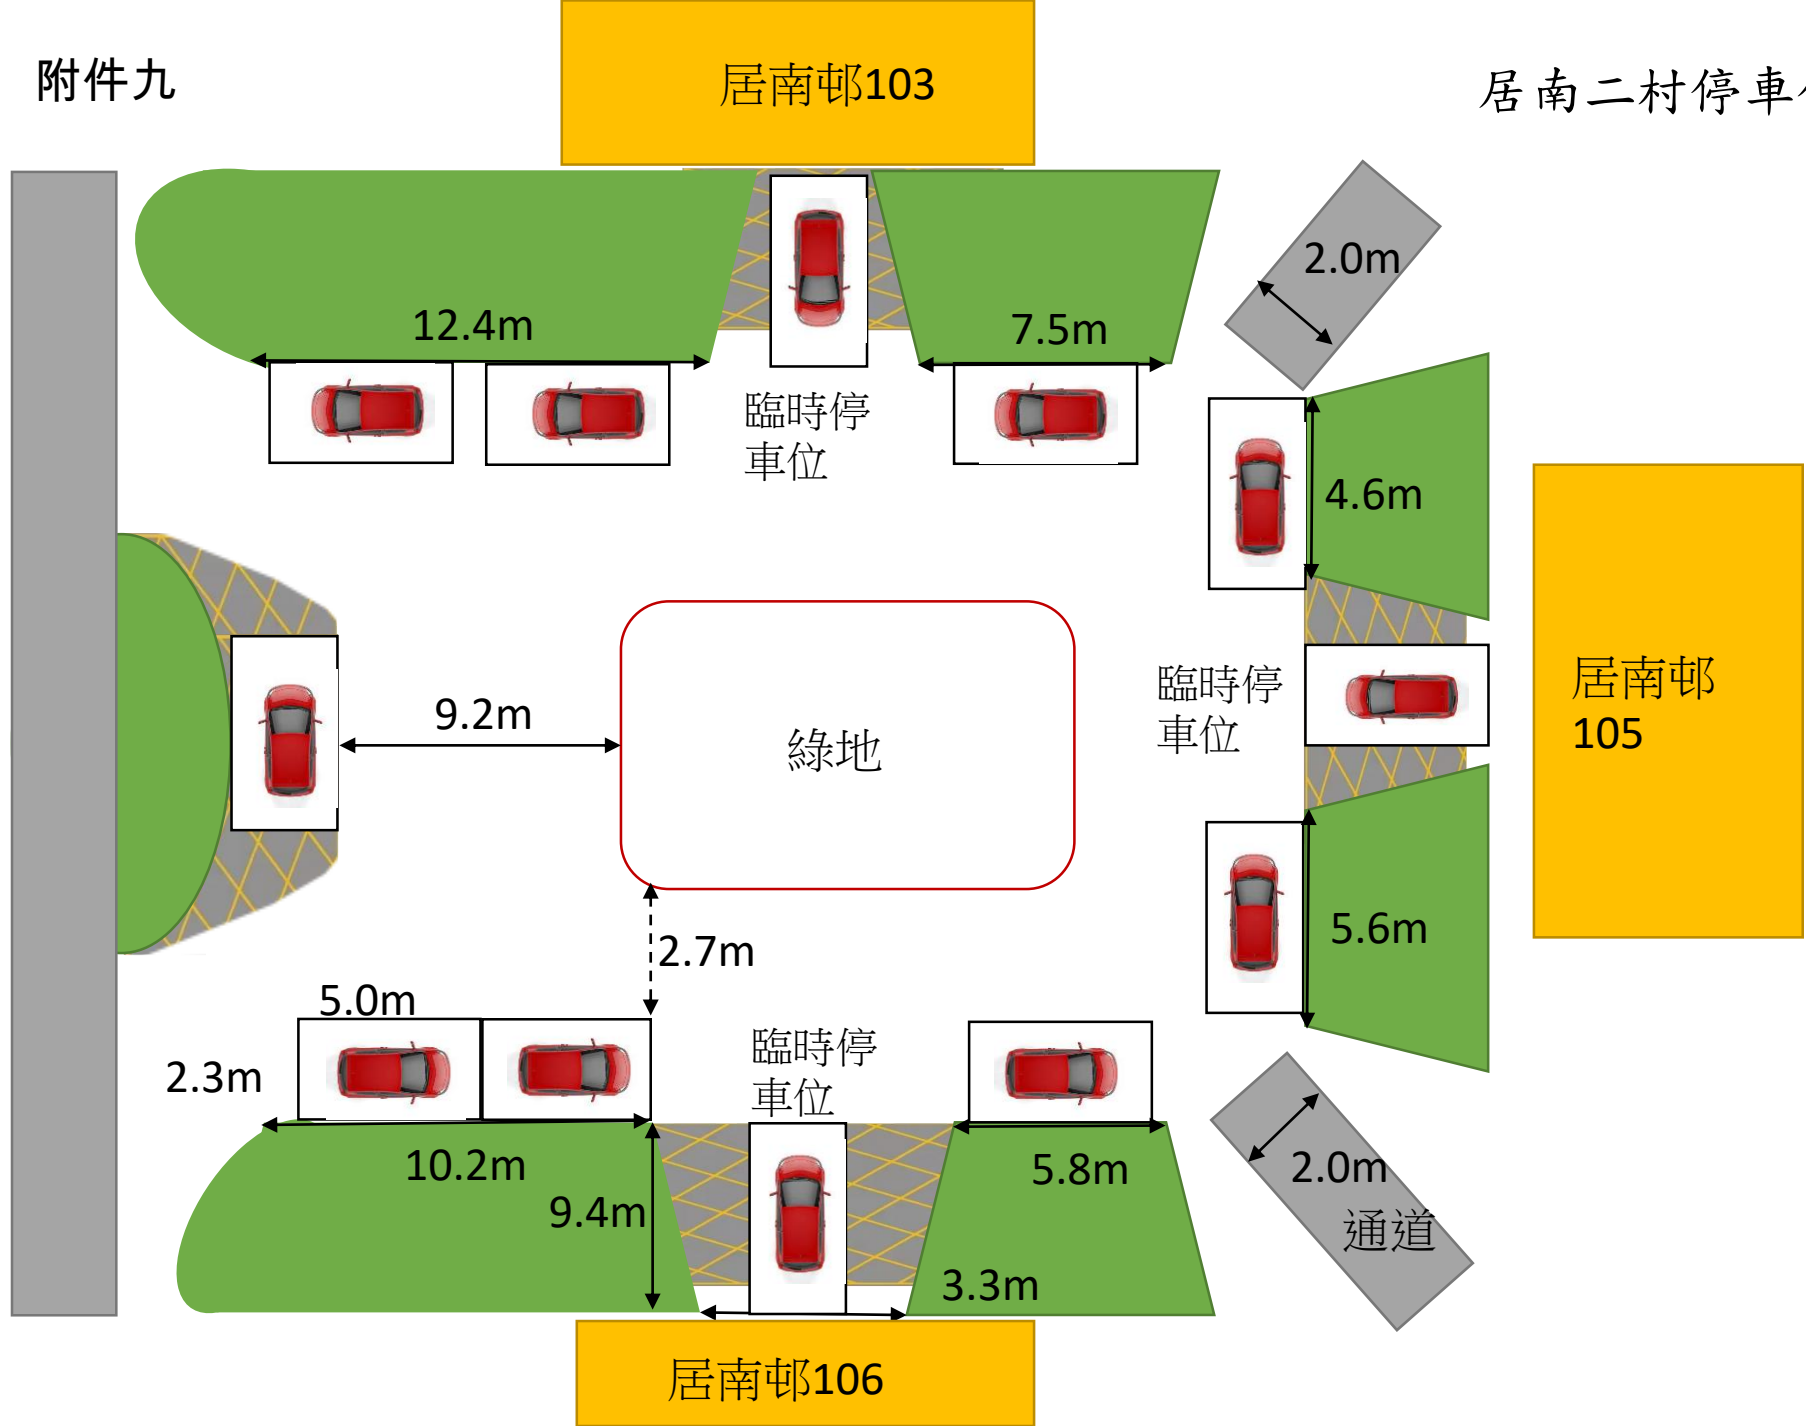 附件九
居南邨103
居南二村停車
2.0m
12.4m
7.5m
臨時停
車位
4.6m
臨時停
車位
居南邨
105
9.2m
綠地
2.7m
5.6m
5.0m
2.3m
臨時停
車位
10.2m
9.4m
5.8m
2.0m
通道
3.3m
居南邨106